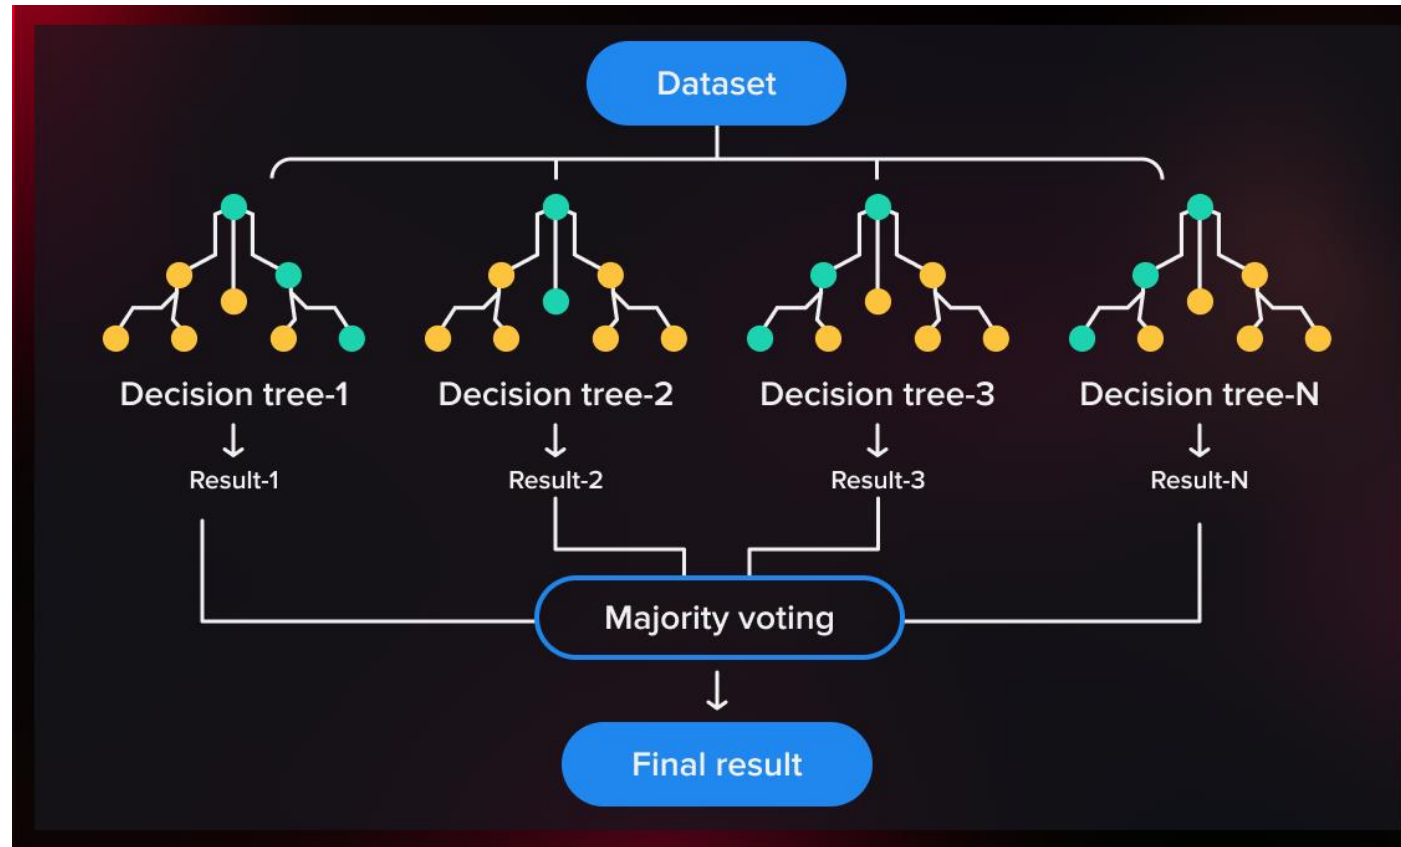 Dataset
Decision tree-1
Decision tree-2
Decision tree-3
Decision tree-N
Result-1
Result-2
Result-3
Result-N
Majority voting
Final result